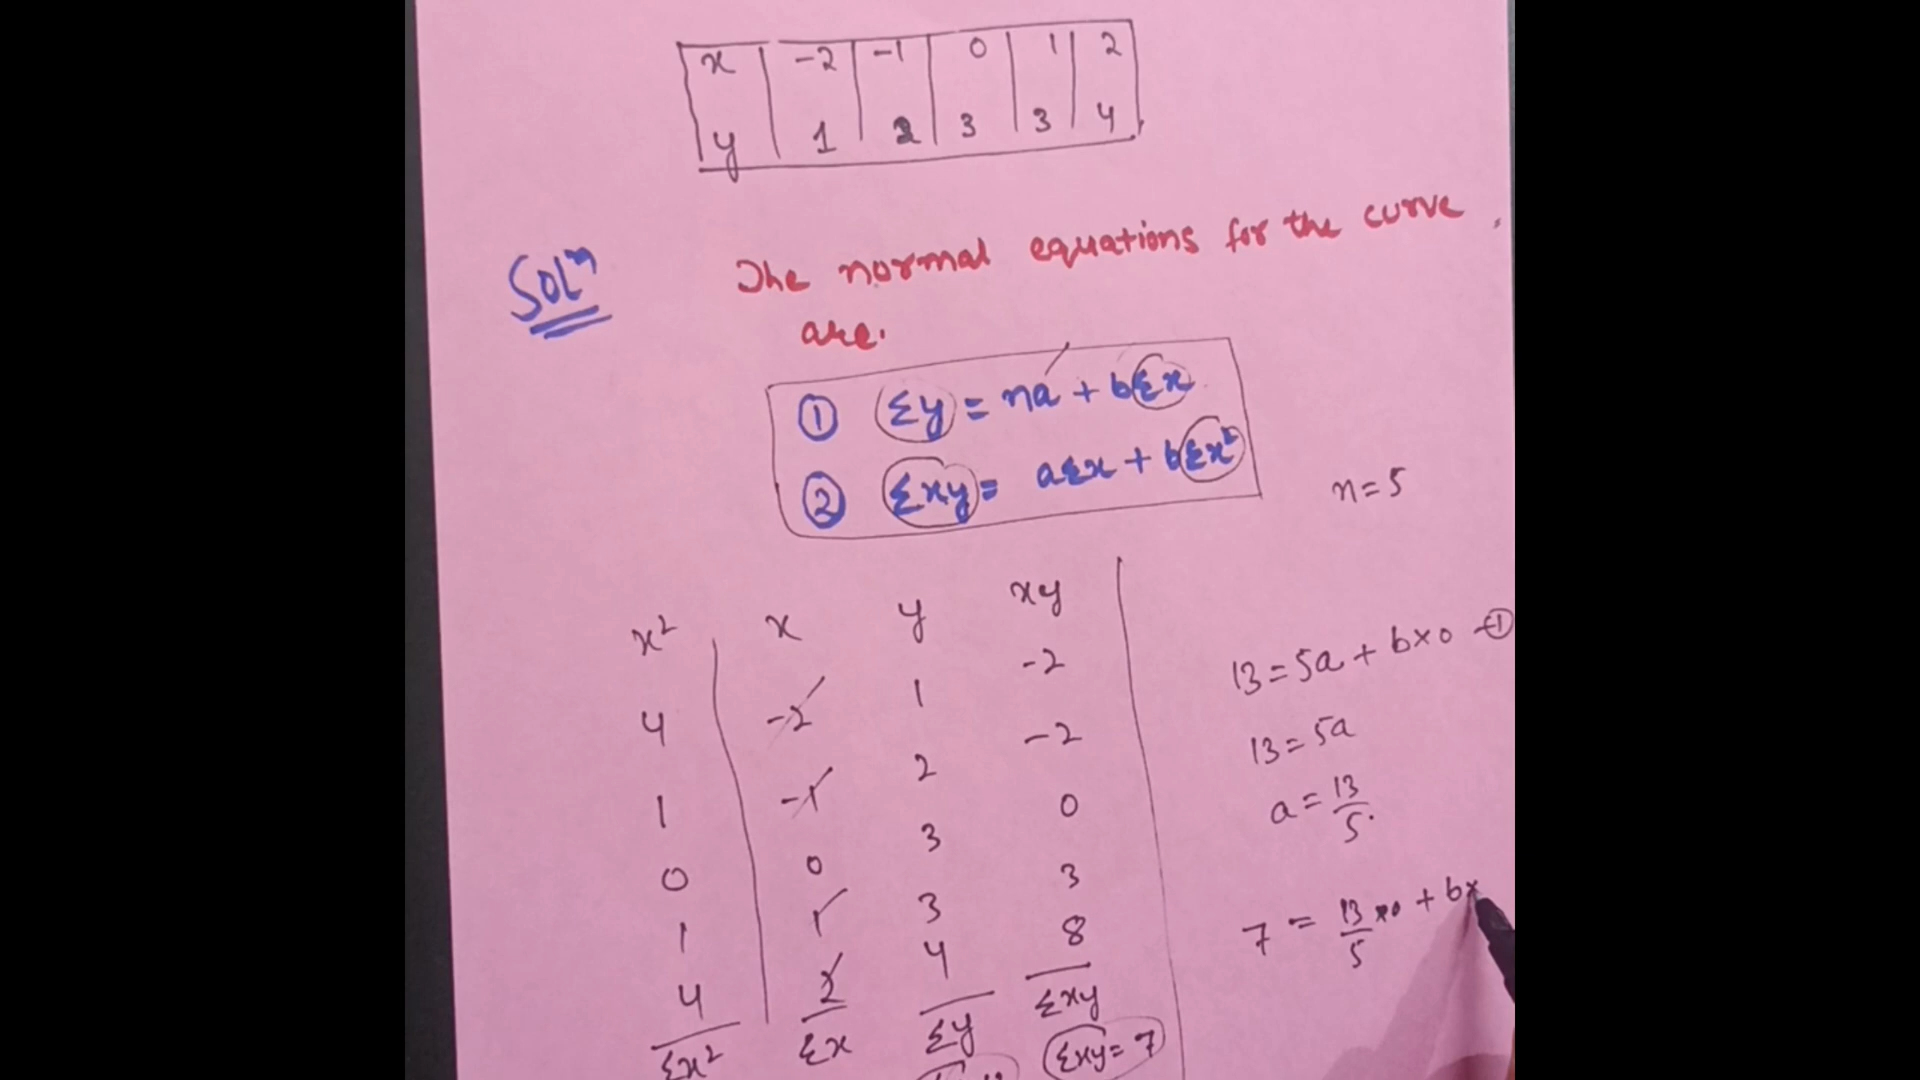 x -2 -1 0 1 2
y 1 2 3 3 4
Solⁿ
The normal equations for the curve
are.
① Σy = na + bΣx
② Σxy = aΣx + bΣx²
n=5
x² x y xy
4 -2 1 -2
1 -1 2 -2
0 0 3 0
1 1 3 3
4 2 4 8
Σx² Σx Σy Σxy
Σxy = 7
13 = 5a + b×0 -①
13 = 5a
a = 13/5.
7 = 13/5 ×0 + b×